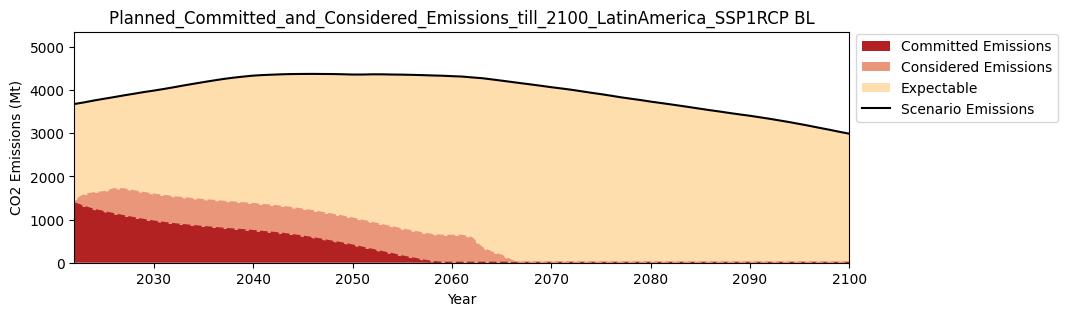 Planned_Committed_and_Considered_Emissions_till_2100_LatinAmerica_SSP1RCP BL
CO2 Emissions (Mt)
5000
4000
3000
2000
1000
0
2030 2040 2050 2060 2070 2080 2090 2100
Year
Committed Emissions
Considered Emissions
Expectable
Scenario Emissions